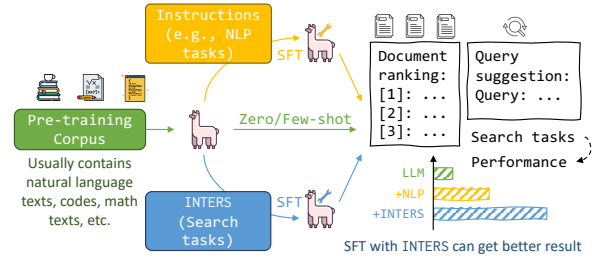 Instructions
(e.g., NLP
tasks)
SFT
Pre-training
Corpus
Usually contains
natural language
texts, codes, math
texts, etc.
Zero/Few-shot
INTERS
(Search
tasks)
SFT
Document
ranking:
[1]: ...
[2]: ...
[3]: ...
Query
suggestion:
Query: ...
Search tasks
Performance
LLM
+NLP
+INTERS
SFT with INTERS can get better result